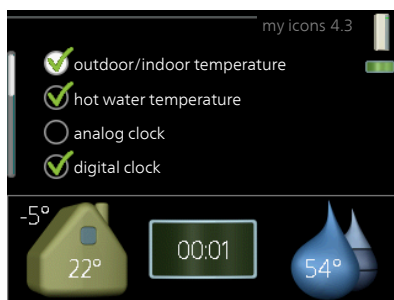 my icons 4.3
outdoor/indoor temperature
hot water temperature
analog clock
digital clock
-5°
22°
00:01
54°